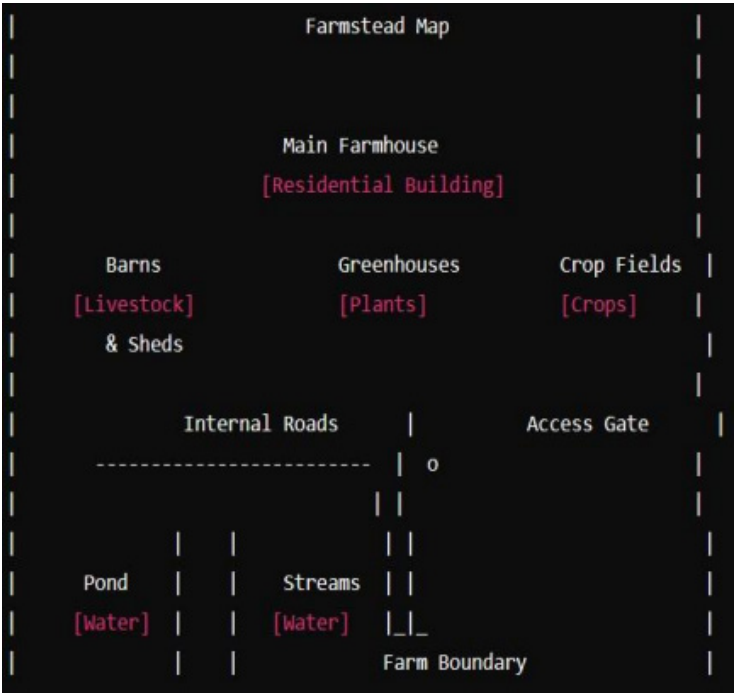 Farmstead Map
Main Farmhouse
[Residential Building]
Barns Greenhouses Crop Fields
[Livestock] [Plants] [Crops]
& Sheds
Internal Roads Access Gate
o
Pond Streams
[Water] [Water]
Farm Boundary